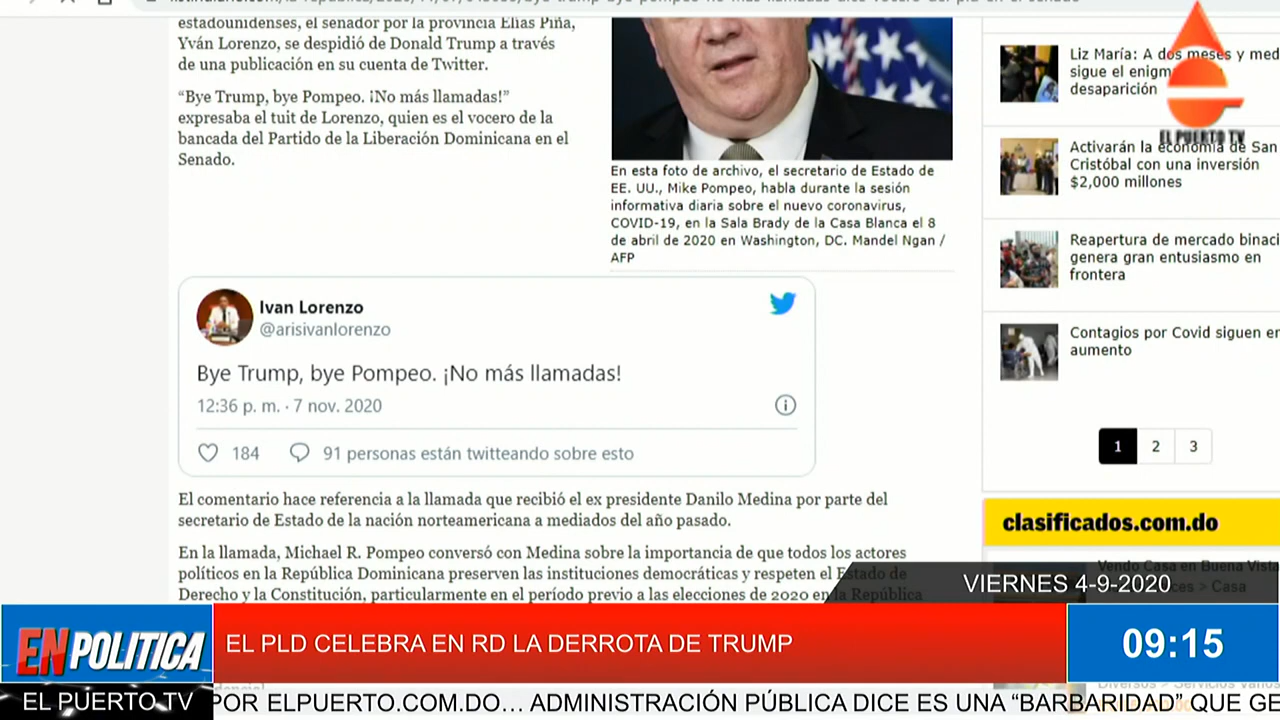 estadounidenses, el senador por la provincia Elías Piña,
Yván Lorenzo, se despidió de Donald Trump a través
de una publicación en su cuenta de Twitter.
“Bye Trump, bye Pompeo. ¡No más llamadas!”
expresaba el tuit de Lorenzo, quien es el vocero de la
bancada del Partido de la Liberación Dominicana en el
Senado.
En esta foto de archivo, el secretario de Estado de
EE. UU., Mike Pompeo, habla durante la sesión
informativa diaria sobre el nuevo coronavirus,
COVID-19, en la Sala Brady de la Casa Blanca el 8
de abril de 2020 en Washington, DC. Mandel Ngan /
AFP
Ivan Lorenzo
@arisivanlorenzo
Bye Trump, bye Pompeo. ¡No más llamadas!
12:36 p. m. · 7 nov. 2020
184 91 personas están twitteando sobre esto
El comentario hace referencia a la llamada que recibió el ex presidente Danilo Medina por parte del
secretario de Estado de la nación norteamericana a mediados del año pasado.
En la llamada, Michael R. Pompeo conversó con Medina sobre la importancia de que todos los actores
políticos en la República Dominicana preserven las instituciones democráticas y respeten el Estado de
Derecho y la Constitución, particularmente en el período previo a las elecciones de 2020 en la República
Liz María: A dos meses y med
sigue el enigm
desaparición
EL PUERTO TV
Activarán la economía de San
Cristóbal con una inversión
$2,000 millones
Reapertura de mercado binaci
genera gran entusiasmo en
frontera
Contagios por Covid siguen en
aumento
1 2 3
clasificados.com.do
Vendo Casa en Buena Vista
> Casa
VIERNES 4-9-2020
EN POLITICA
EL PLD CELEBRA EN RD LA DERROTA DE TRUMP
09:15
EL PUERTO TV
POR ELPUERTO.COM.DO... ADMINISTRACIÓN PÚBLICA DICE ES UNA “BARBARIDAD” QUE GE